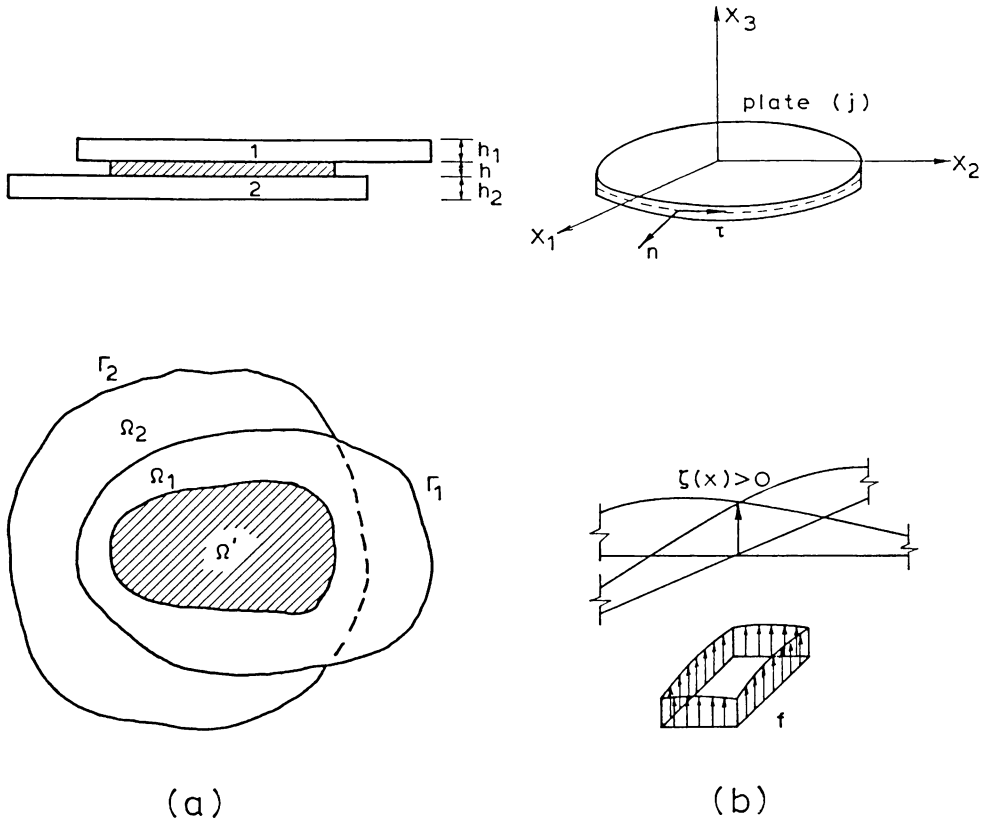 1
2
h₁
h
h₂
X₃
plate (j)
X₂
X₁
τ
n
Γ₂
Ω₂
Ω₁
Γ₁
Ω'
ζ(x)>0
f
(a)
(b)